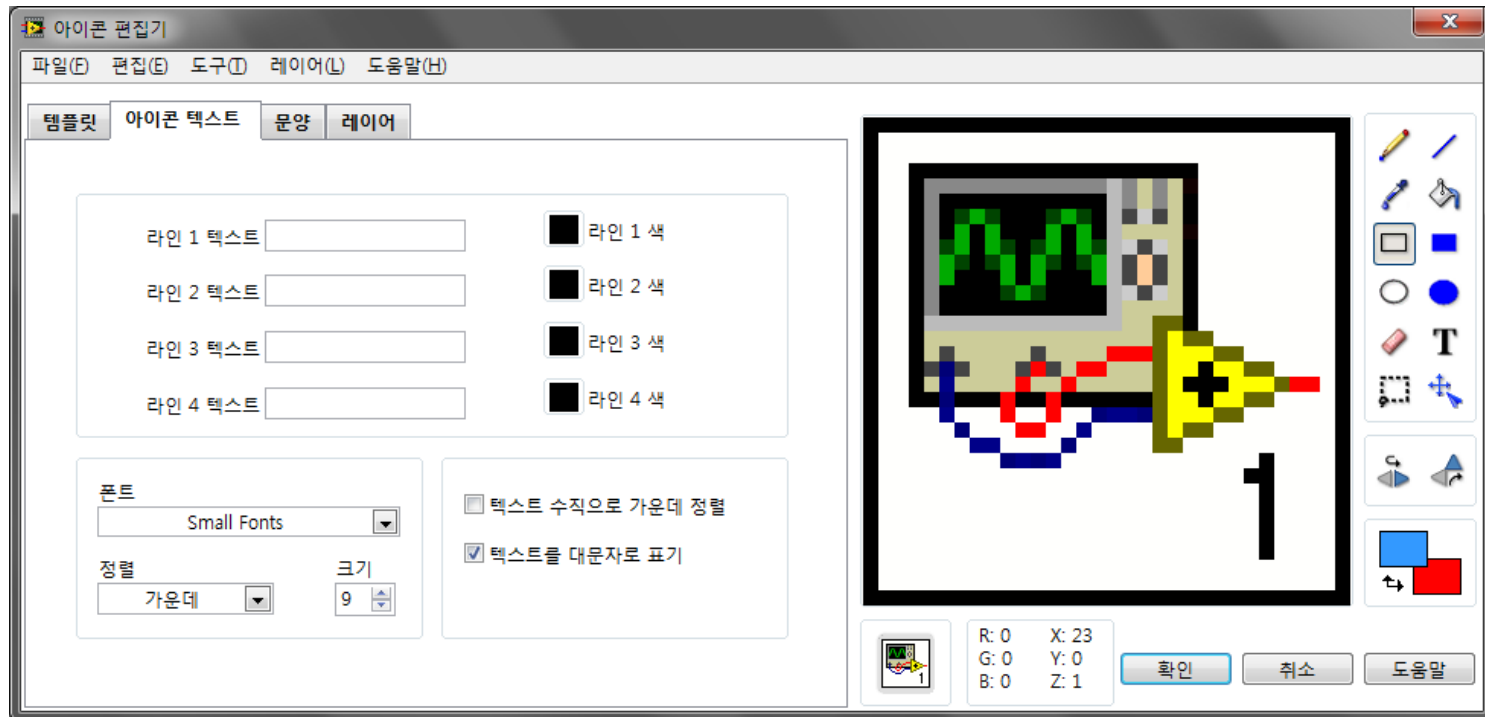 아이콘 편집기
파일(F) 편집(E) 도구(T) 레이어(L) 도움말(H)
템플릿 아이콘 텍스트 문양 레이어
라인 1 텍스트 라인 1 색
라인 2 텍스트 라인 2 색
라인 3 텍스트 라인 3 색
라인 4 텍스트 라인 4 색
폰트
Small Fonts
정렬 크기
가운데 9
텍스트 수직으로 가운데 정렬
텍스트를 대문자로 표기
T
1
1
R: 0 X: 23
G: 0 Y: 0
B: 0 Z: 1
확인 취소 도움말